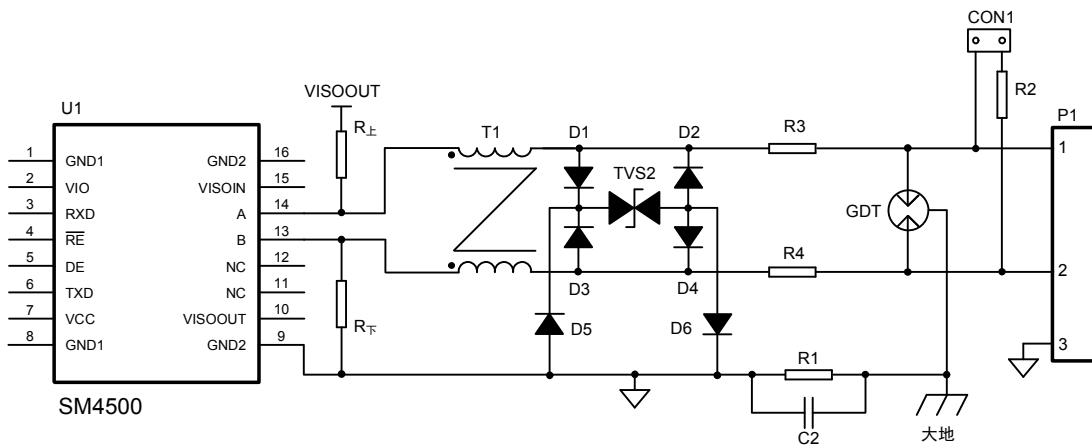 CON1
VISOOUT
R2
U1
P1
R上
T1
D1
D2
R3
1
1
GND1
GND2
16
TVS2
2
VIO
VISOIN
15
3
RXD
A
14
GDT
4
RE
B
13
R4
2
5
DE
NC
12
D3
D4
6
TXD
NC
11
7
VCC
VISOOUT
10
R下
D5
D6
8
GND1
GND2
9
3
R1
SM4500
C2
大地